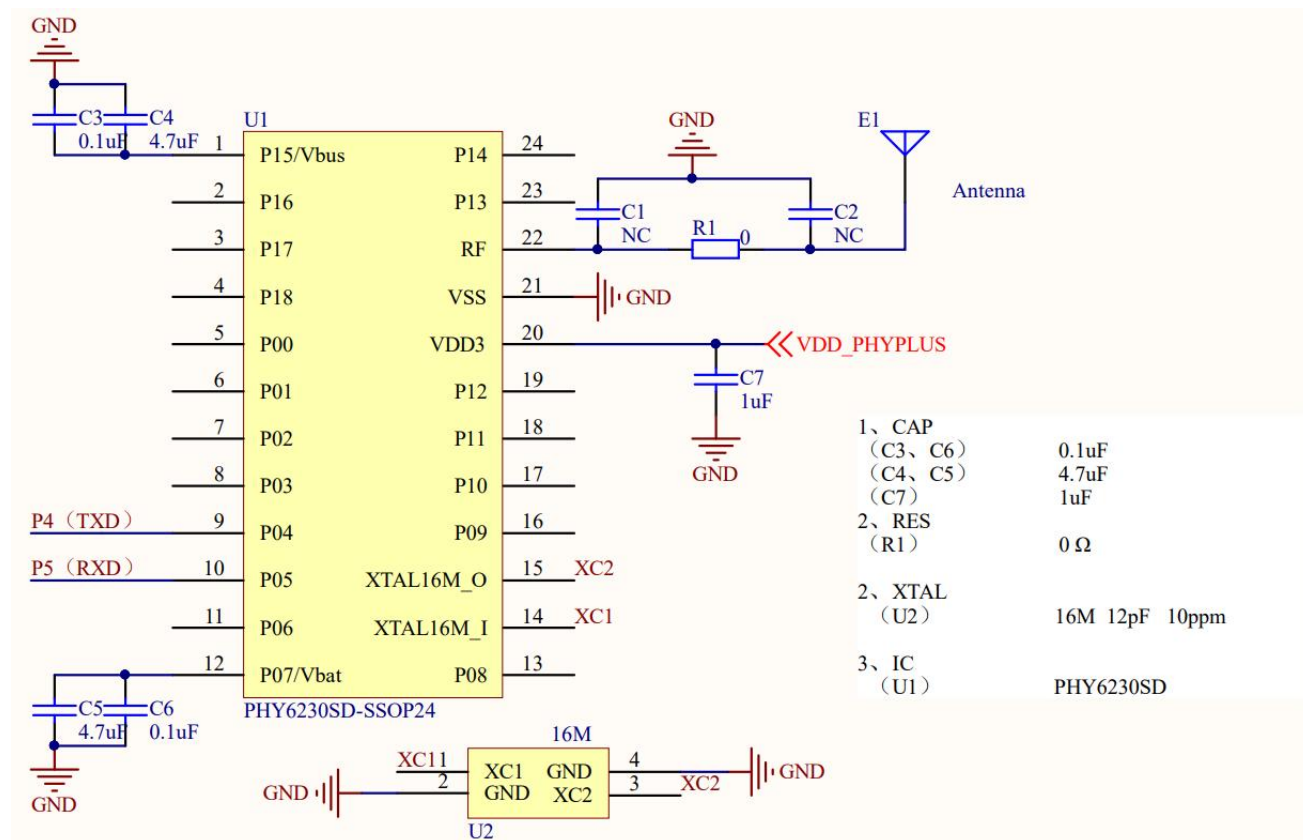 GND
C3
0.1uF
C4
4.7uF
U1
1 P15/Vbus
2 P16
3 P17
4 P18
5 P00
6 P01
7 P02
8 P03
P4（TXD） 9 P04
P5（RXD） 10 P05
11 P06
12 P07/Vbat
P14 24
P13 23
RF 22
VSS 21
VDD3 20
P12 19
P11 18
P10 17
P09 16
XTAL16M_O 15 XC2
XTAL16M_I 14 XC1
P08 13
PHY6230SD-SSOP24
C5
4.7uF
C6
0.1uF
GND
GND
E1
Antenna
C1
NC
R1 0
C2
NC
GND
VDD_PHYPLUS
C7
1uF
GND
1、CAP
（C3、C6） 0.1uF
（C4、C5） 4.7uF
（C7） 1uF
2、RES
（R1） 0 Ω
2、XTAL
（U2） 16M 12pF 10ppm
3、IC
（U1） PHY6230SD
16M
XC1 1 XC1 GND 4 GND
GND 2 GND XC2 3 XC2
U2